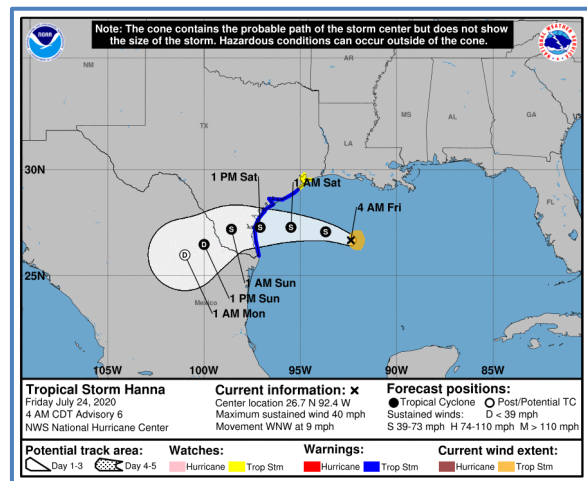 Note: The cone contains the probable path of the storm center but does not show
the size of the storm. Hazardous conditions can occur outside of the cone.
NOAA
NM
AR
TX
MS
AL
GA
LA
FL
30N
25N
1 PM Sat
1 AM Sat
4 AM Fri
S
S
S
S
D
D
1 AM Sun
1 PM Sun
1 AM Mon
Mexico
105W
100W
95W
90W
85W
Tropical Storm Hanna
Friday July 24, 2020
4 AM CDT Advisory 6
NWS National Hurricane Center
Current information: ×
Center location 26.7 N 92.4 W
Maximum sustained wind 40 mph
Movement WNW at 9 mph
Forecast positions:
● Tropical Cyclone ○ Post/Potential TC
Sustained winds: D < 39 mph
S 39-73 mph H 74-110 mph M > 110 mph
Potential track area:
Day 1-3 Day 4-5
Watches:
Hurricane Trop Stm
Warnings:
Hurricane Trop Stm
Current wind extent:
Hurricane Trop Stm